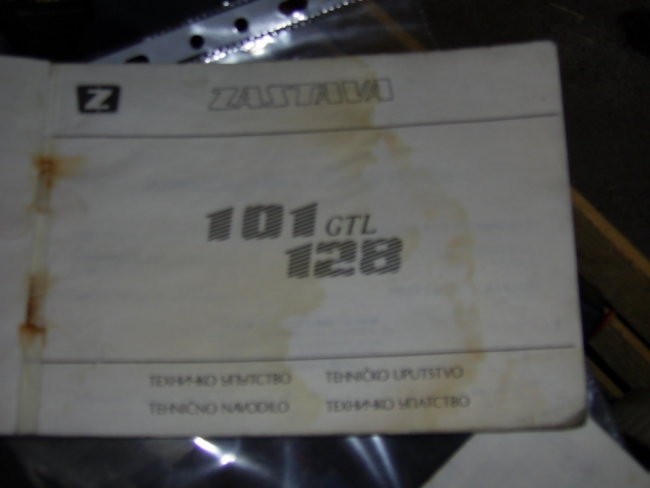 Z ZASTAVA
101 GTL
128
ТЕХНИЧКО УПУТСТВО TEHNIČKO UPUTSTVO
TEHNIČNO NAVODILO ТЕХНИЧКО УПАТСТВО